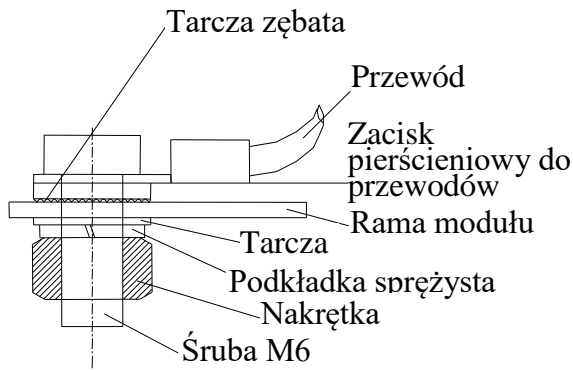 Tarcza zębata
Przewód
Zacisk
pierścieniowy do
przewodów
Rama modułu
Tarcza
Podkładka sprężysta
Nakrętka
Śruba M6